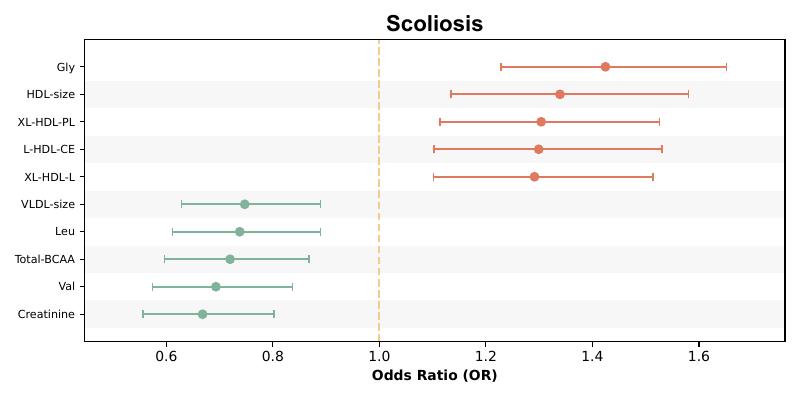 Scoliosis
Gly
HDL-size
XL-HDL-PL
L-HDL-CE
XL-HDL-L
VLDL-size
Leu
Total-BCAA
Val
Creatinine
0.6 0.8 1.0 1.2 1.4 1.6
Odds Ratio (OR)